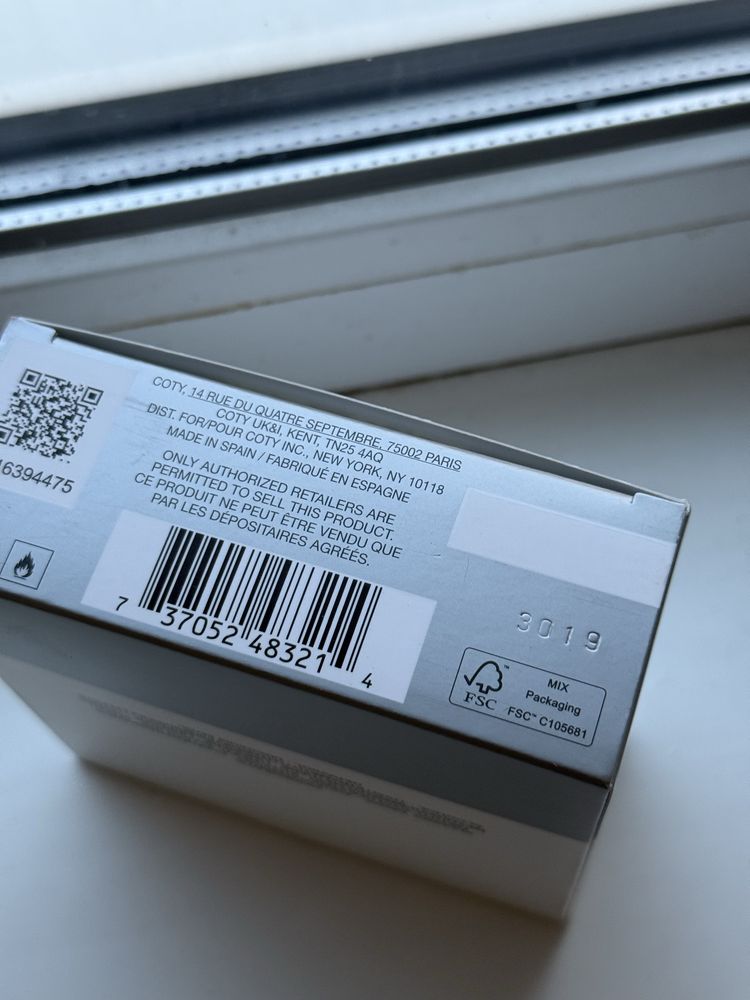 COTY, 14 RUE DU QUATRE SEPTEMBRE, 75002 PARIS
COTY UK&I, KENT, TN25 4AQ
DIST. FOR/POUR COTY INC., NEW YORK, NY 10118
MADE IN SPAIN / FABRIQUÉ EN ESPAGNE
ONLY AUTHORIZED RETAILERS ARE
PERMITTED TO SELL THIS PRODUCT.
CE PRODUIT NE PEUT ÊTRE VENDU QUE
PAR LES DÉPOSITAIRES AGRÉÉS.
16394475
7 37052 48321 4
3019
FSC™
MIX
Packaging
FSC™ C105681